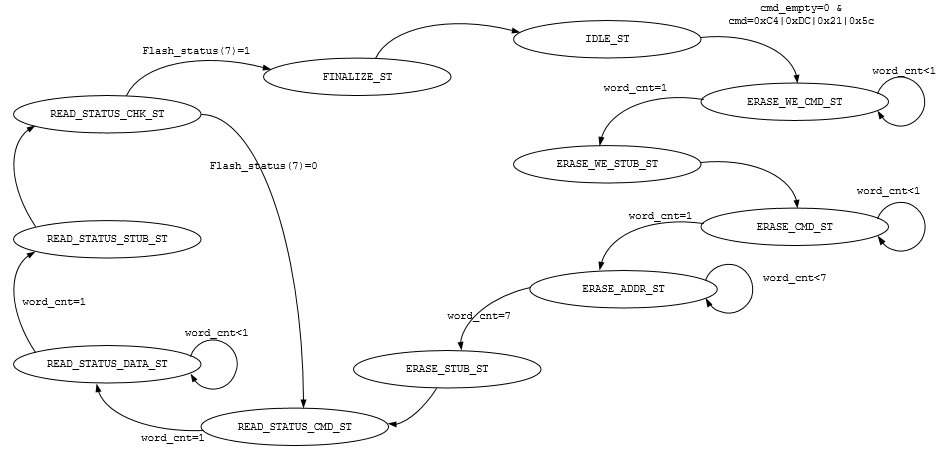 cmd_empty=0 &
cmd=0xC4|0xDC|0x21|0x5c
IDLE_ST
Flash_status(7)=1
FINALIZE_ST
word_cnt<1
word_cnt=1
ERASE_WE_CMD_ST
READ_STATUS_CHK_ST
Flash_status(7)=0
ERASE_WE_STUB_ST
word_cnt<1
word_cnt=1
ERASE_CMD_ST
READ_STATUS_STUB_ST
word_cnt<7
ERASE_ADDR_ST
word_cnt=1
word_cnt=7
word_cnt<1
READ_STATUS_DATA_ST
ERASE_STUB_ST
READ_STATUS_CMD_ST
word_cnt=1